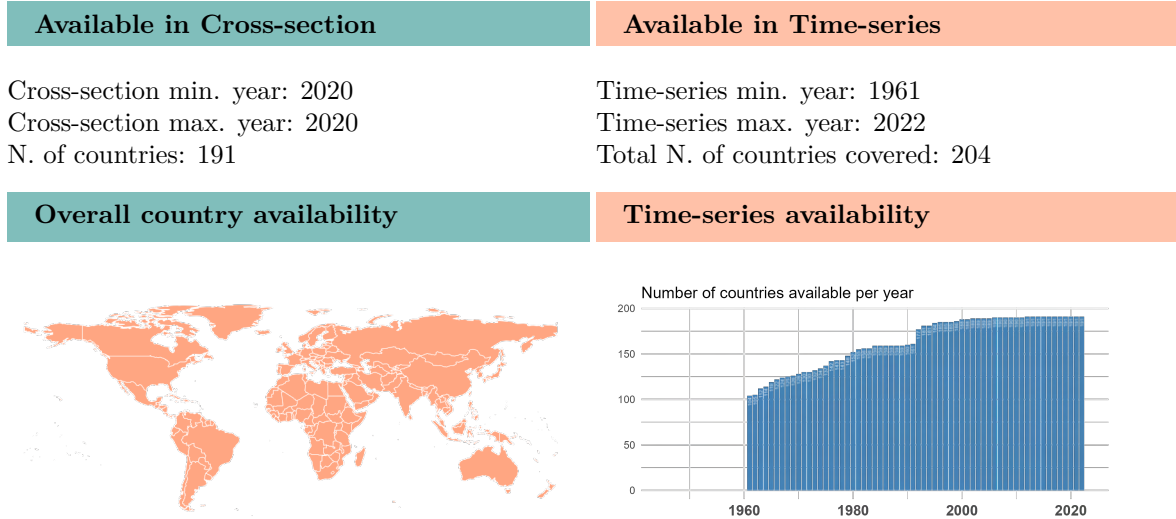 Available in Cross-section
Cross-section min. year: 2020
Cross-section max. year: 2020
N. of countries: 191
Available in Time-series
Time-series min. year: 1961
Time-series max. year: 2022
Total N. of countries covered: 204
Overall country availability
Time-series availability
Number of countries available per year
200
150
100
50
0
1960 1980 2000 2020